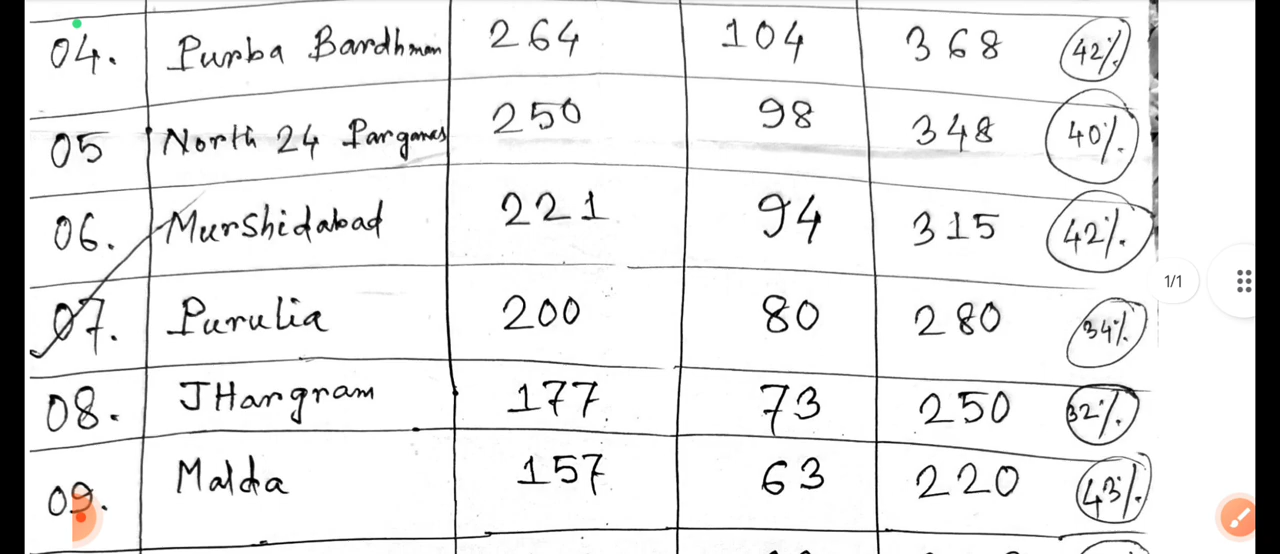 04. Purba Bardhman 264 104 368 42%
05 North 24 Parganas 250 98 348 40%
06. Murshidabad 221 94 315 42%
07. Purulia 200 80 280 34%
08. JHargram 177 73 250 32%
09. Malda 157 63 220 43%
1/1